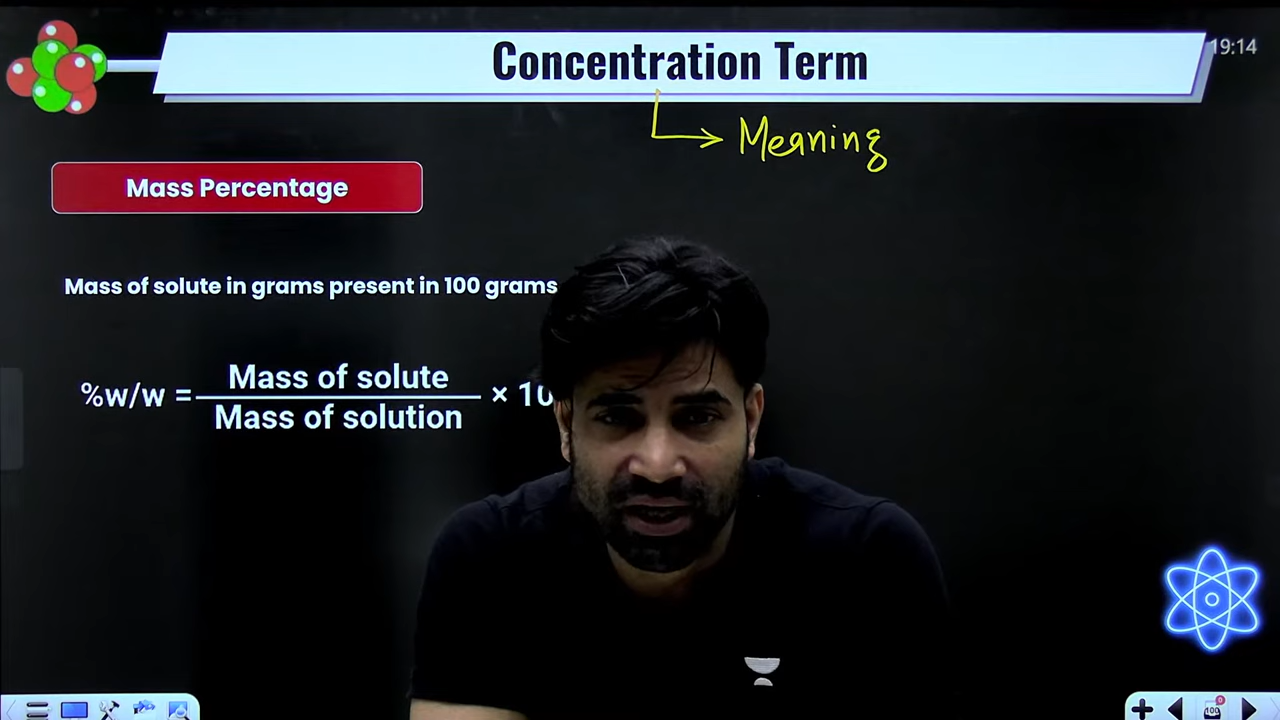 Concentration Term
19:14
Meaning
Mass Percentage
Mass of solute in grams present in 100 grams
%w/w = Mass of solute
Mass of solution
× 10
100